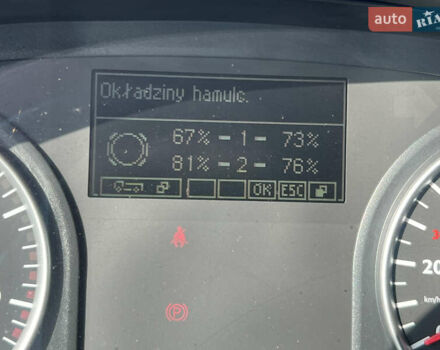 auto RIA
Okładziny hamulc.
67% - 1 - 73%
81% - 2 - 76%
OK ESC
20
km/h
P